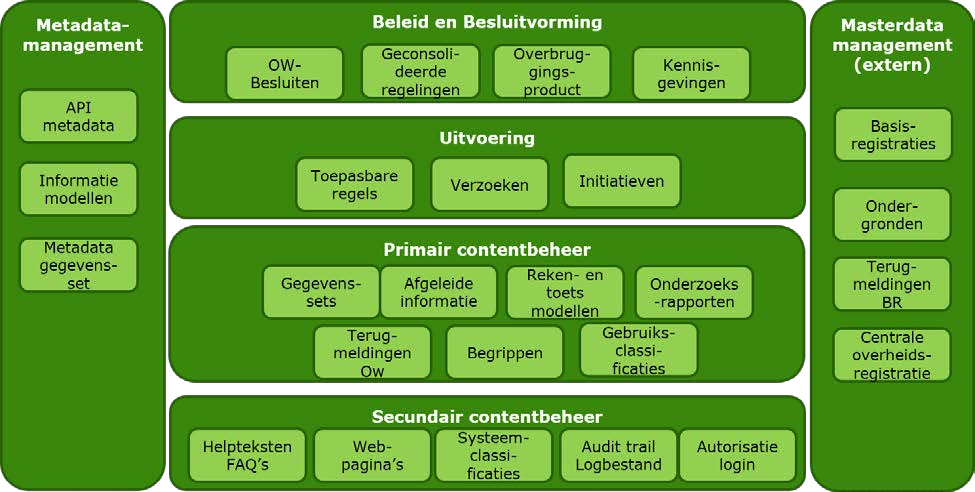 Metadata-
management
API
metadata
Informatie
modellen
Metadata
gegevens-
set
Beleid en Besluitvorming
OW-
Besluiten
Geconsoli-
deerde
regelingen
Overbrug-
gings-
product
Kennis-
gevingen
Uitvoering
Toepasbare
regels
Verzoeken
Initiatieven
Primair contentbeheer
Gegevens-
sets
Afgeleide
informatie
Reken- en
toets
modellen
Onderzoeks
-rapporten
Terug-
meldingen
Ow
Begrippen
Gebruiks-
classi-
ficaties
Secundair contentbeheer
Helpteksten
FAQ's
Web-
pagina's
Systeem-
classi-
ficaties
Audit trail
Logbestand
Autorisatie
login
Masterdata
management
(extern)
Basis-
registraties
Onder-
gronden
Terug-
meldingen
BR
Centrale
overheids-
registratie